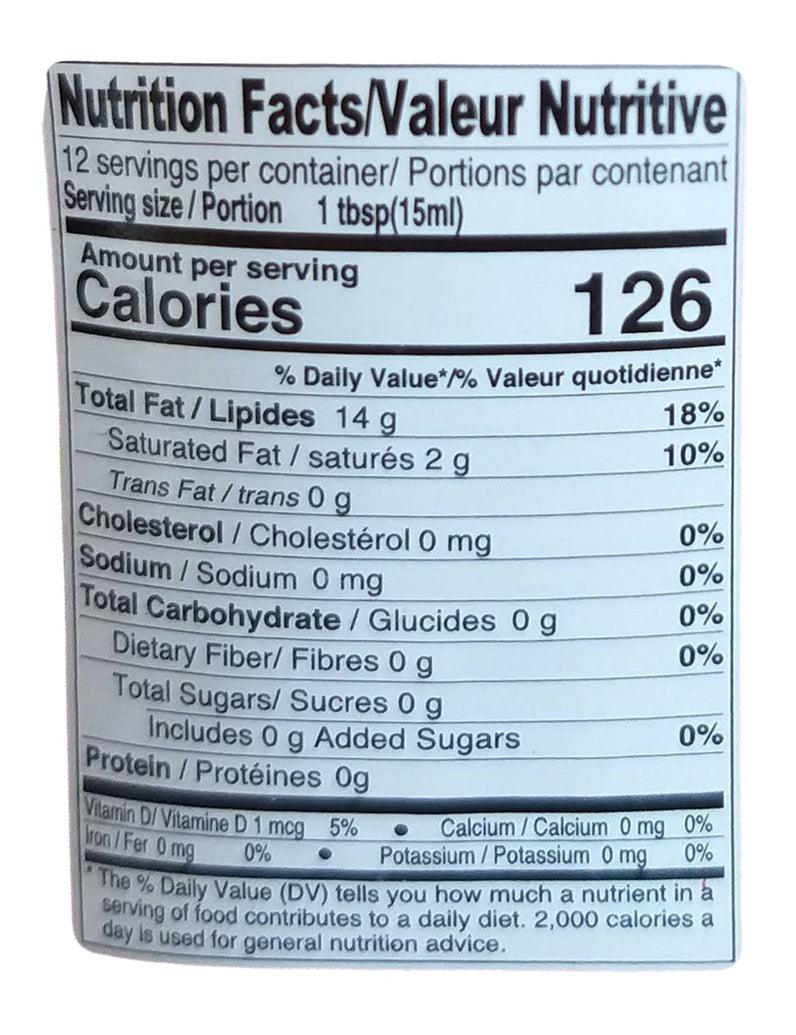 Nutrition Facts/Valeur Nutritive
12 servings per container/ Portions par contenant
Serving size / Portion 1 tbsp(15ml)
Amount per serving
Calories 126
% Daily Value*/% Valeur quotidienne*
Total Fat / Lipides 14 g 18%
Saturated Fat / saturés 2 g 10%
Trans Fat / trans 0 g
Cholesterol / Cholestérol 0 mg 0%
Sodium / Sodium 0 mg 0%
Total Carbohydrate / Glucides 0 g 0%
Dietary Fiber/ Fibres 0 g 0%
Total Sugars/ Sucres 0 g
Includes 0 g Added Sugars 0%
Protein / Protéines 0g
Vitamin D/ Vitamine D 1 mcg 5% • Calcium / Calcium 0 mg 0%
Iron / Fer 0 mg 0% • Potassium / Potassium 0 mg 0%
* The % Daily Value (DV) tells you how much a nutrient in a
serving of food contributes to a daily diet. 2,000 calories a
day is used for general nutrition advice.